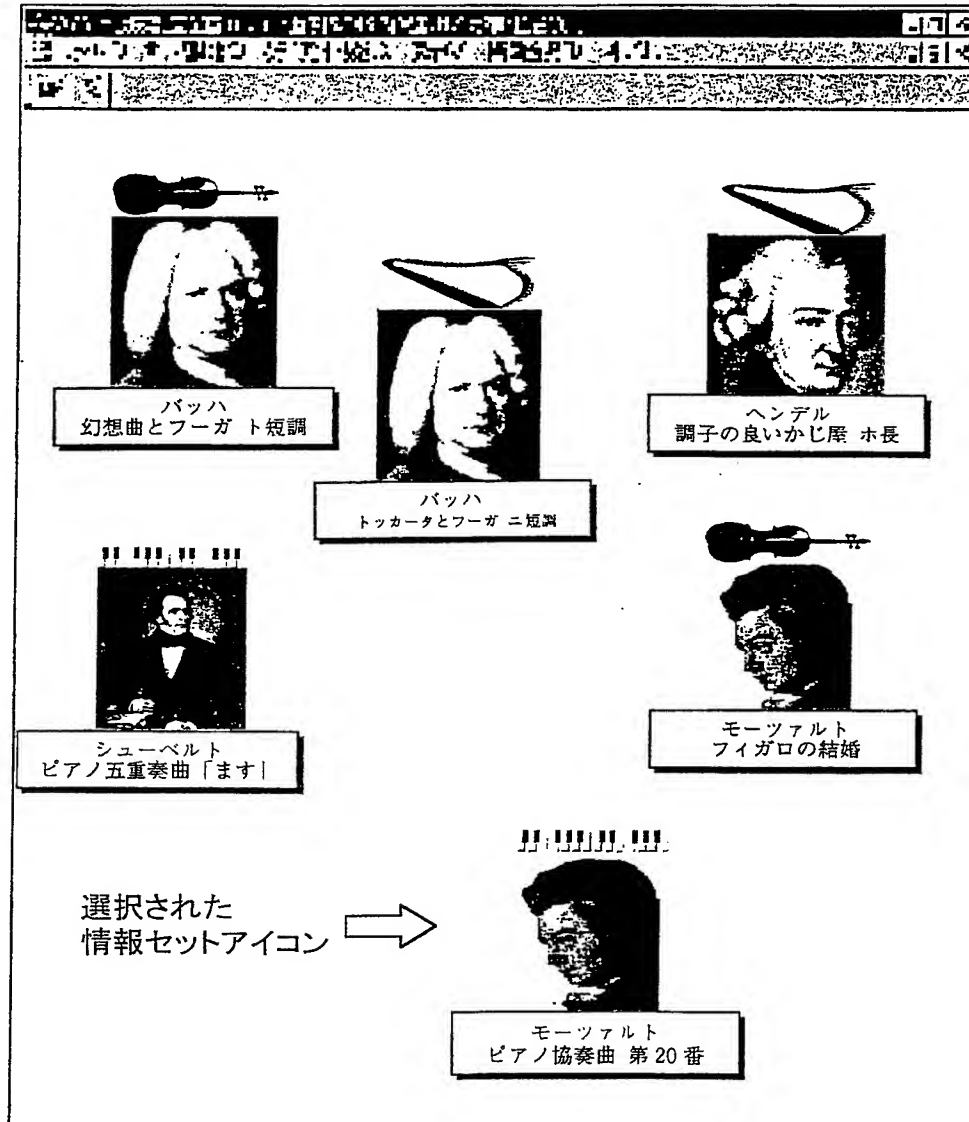 バッハ
幻想曲とフーガ ト短調
バッハ
トッカータとフーガ ニ短調
ヘンデル
調子の良いかじ屋 ホ長
シューベルト
ピアノ五重奏曲「ます」
モーツァルト
フィガロの結婚
選択された
情報セットアイコン
モーツァルト
ピアノ協奏曲 第20番